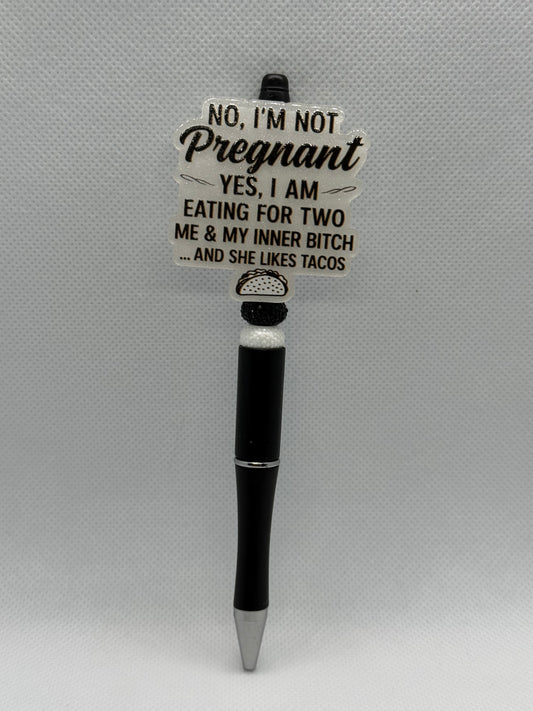 NO, I'M NOT
Pregnant
YES, I AM
EATING FOR TWO
ME & MY INNER BITCH
... AND SHE LIKES TACOS